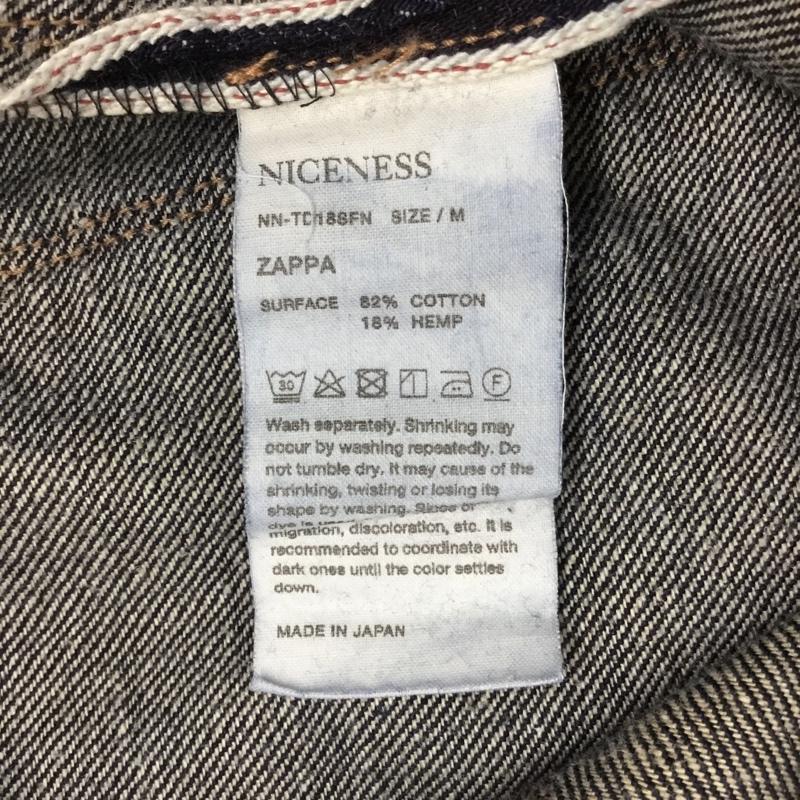 NICENESS
SIZE / M
ZAPPA
SURFACE 82% COTTON
18% HEMP
30 F
Wash separately. Shrinking may
occur by washing repeatedly. Do
not tumble dry. It may cause of the
shrinking, twisting or losing its
shape by washing.
migration, discoloration, etc. It is
recommended to coordinate with
dark ones until the color settles
down.
MADE IN JAPAN